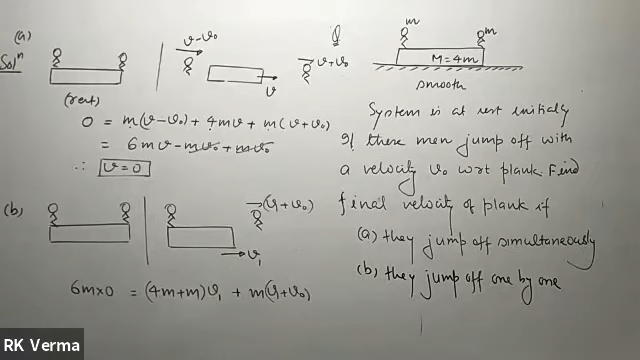 (a)
Solⁿ
(rest)
v-v₀
v
v+v₀
0 = m(v-v₀) + 4mv + m(v+v₀)
= 6mv - mv₀ + mv₀
∴ v=0
(b)
(v₁+v₀)
v₁
6m×0 = (4m+m)v₁ + m(v₁+v₀)
Q
m
m
M=4m
smooth
System is at rest initially
If these men jump off with
a velocity v₀ wrt plank. Find
final velocity of plank if
(a) they jump off simultaneously
(b) they jump off one by one
RK Verma